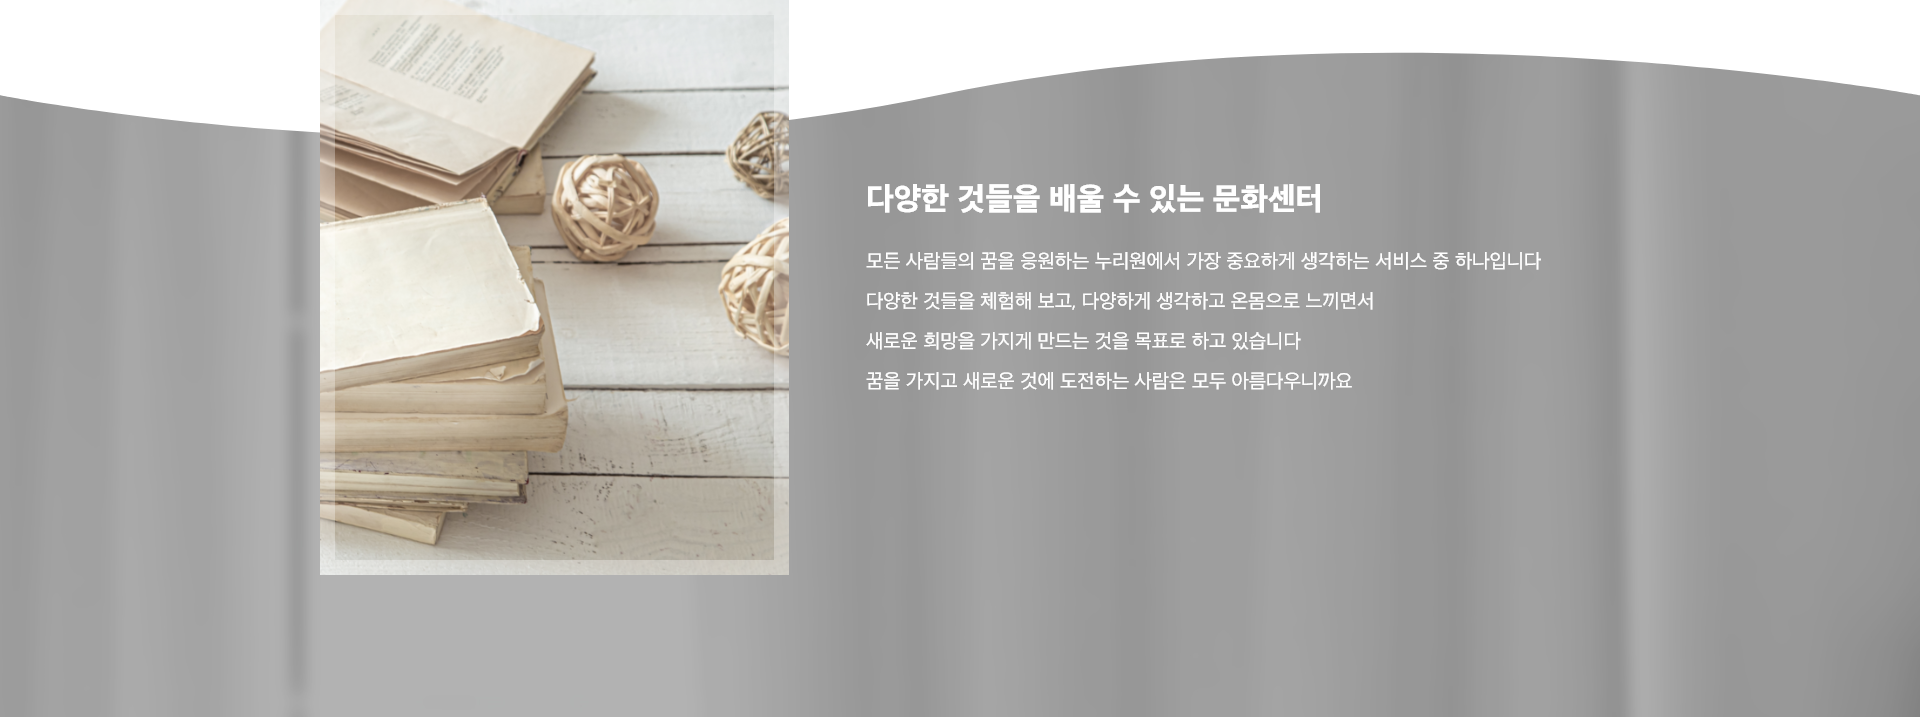 다양한 것들을 배울 수 있는 문화센터
모든 사람들의 꿈을 응원하는 누리원에서 가장 중요하게 생각하는 서비스 중 하나입니다
다양한 것들을 체험해 보고, 다양하게 생각하고 온몸으로 느끼면서
새로운 희망을 가지게 만드는 것을 목표로 하고 있습니다
꿈을 가지고 새로운 것에 도전하는 사람은 모두 아름다우니까요